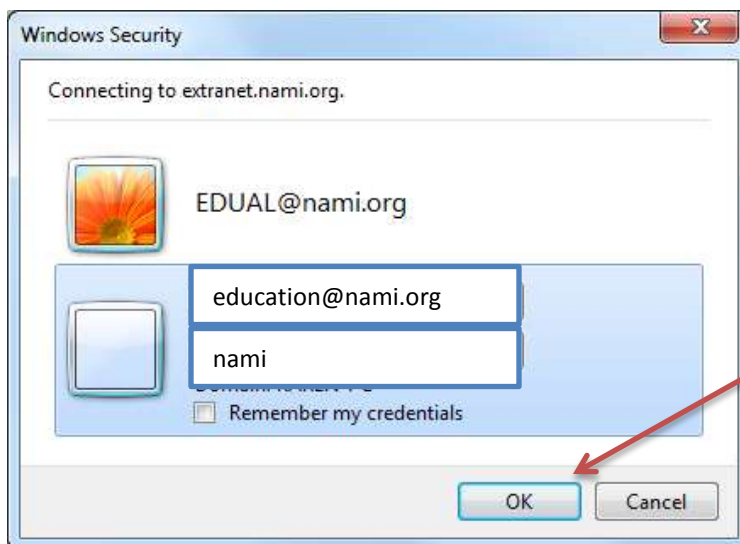 Windows Security
Connecting to extranet.nami.org.
EDUAL@nami.org
education@nami.org
nami
Remember my credentials
OK
Cancel